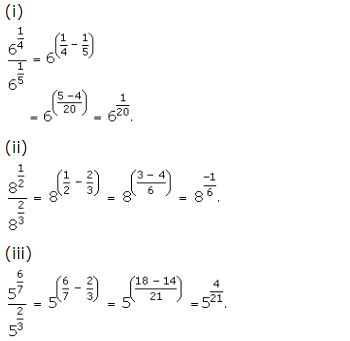 (i)
6^(1/4) / 6^(1/5) = 6^(1/4 - 1/5)
= 6^((5 -4)/20) = 6^(1/20).
(ii)
8^(1/2) / 8^(2/3) = 8^(1/2 - 2/3) = 8^((3 - 4)/6) = 8^(-1/6).
(iii)
5^(6/7) / 5^(2/3) = 5^(6/7 - 2/3) = 5^((18 - 14)/21) = 5^(4/21).